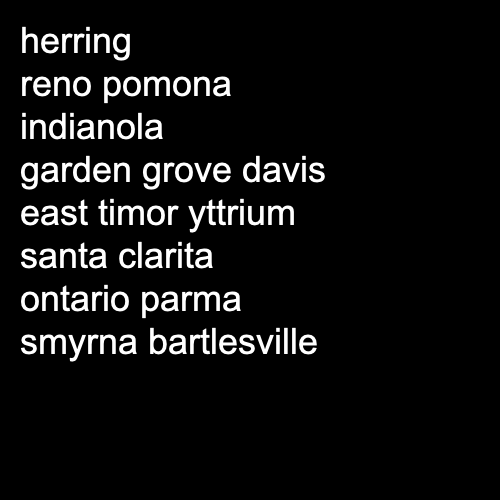 herring
reno pomona
indianola
garden grove davis
east timor yttrium
santa clarita
ontario parma
smyrna bartlesville